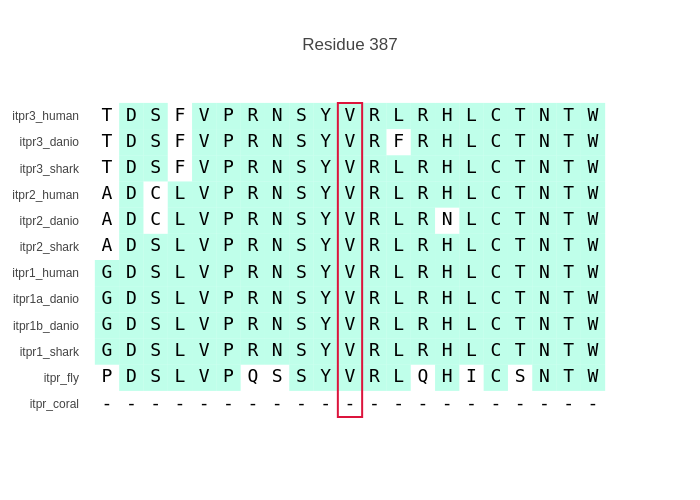 Residue 387
itpr3_human T D S F V P R N S Y V R L R H L C T N T W
itpr3_danio T D S F V P R N S Y V R F R H L C T N T W
itpr3_shark T D S F V P R N S Y V R L R H L C T N T W
itpr2_human A D C L V P R N S Y V R L R H L C T N T W
itpr2_danio A D C L V P R N S Y V R L R N L C T N T W
itpr2_shark A D S L V P R N S Y V R L R H L C T N T W
itpr1_human G D S L V P R N S Y V R L R H L C T N T W
itpr1a_danio G D S L V P R N S Y V R L R H L C T N T W
itpr1b_danio G D S L V P R N S Y V R L R H L C T N T W
itpr1_shark G D S L V P R N S Y V R L R H L C T N T W
itpr_fly P D S L V P Q S S Y V R L Q H I C S N T W
itpr_coral - - - - - - - - - - - - - - - - - - - - -